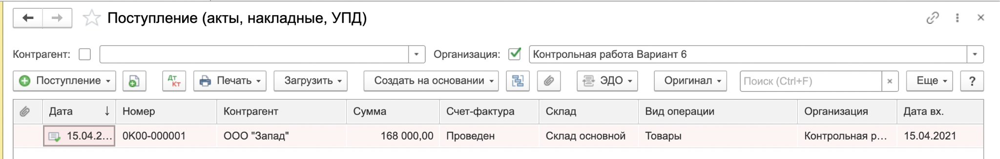 Поступление (акты, накладные, УПД)
Контрагент: Организация: Контрольная работа Вариант 6
Поступление Дт Кт Печать Загрузить Создать на основании ЭДО Оригинал Поиск (Ctrl+F) × Еще ?
Дата ↓ Номер Контрагент Сумма Счет-фактура Склад Вид операции Организация Дата вх.
15.04.2... 0K00-000001 ООО "Запад" 168 000,00 Проведен Склад основной Товары Контрольная р... 15.04.2021